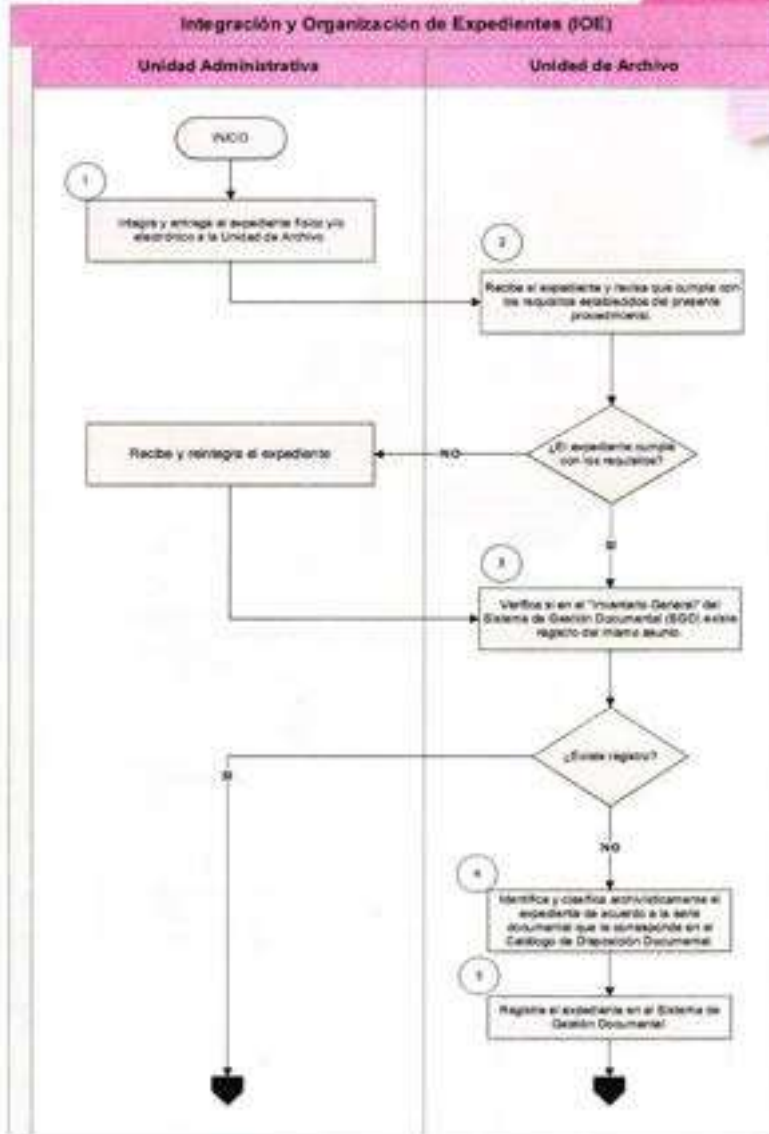 Integración y Organización de Expedientes (IOE)
Unidad Administrativa
Unidad de Archivo
INICIO
1
Integra y entrega el expediente físico y/o
electrónico a la Unidad de Archivo
2
Recibe el expediente y revisa que cumpla con
los requisitos establecidos del presente
procedimiento.
¿El expediente cumple
con los requisitos?
NO
Recibe y reintegra el expediente
SI
3
Verifica si en el "Inventario General" del
Sistema de Gestión Documental (SGD) existe
registro del mismo asunto.
¿Existe registro?
SI
NO
4
Identifica y clasifica archivísticamente el
expediente de acuerdo a la serie
documental que le corresponde en el
Catálogo de Disposición Documental
5
Registra el expediente en el Sistema de
Gestión Documental